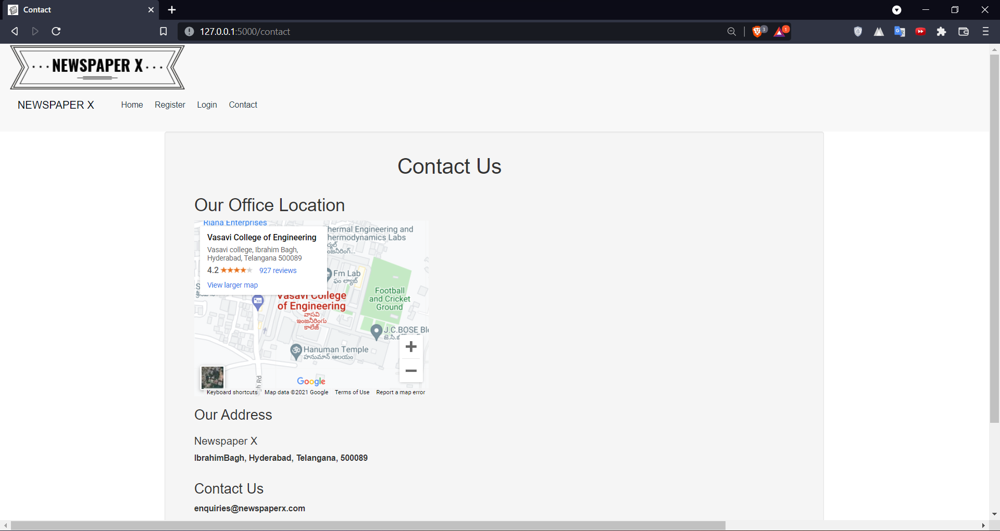 Contact
127.0.0.1:5000/contact
3
1
···NEWSPAPER X···
NEWSPAPER X Home Register Login Contact
Contact Us
Our Office Location
Riana Enterprises
Vasavi College of Engineering
Vasavi college, Ibrahim Bagh,
Hyderabad, Telangana 500089
4.2 ★★★★★ 927 reviews
View larger map
hermal Engineering and
hermodynamics Labs
Fm Lab
ఫం ల్యాబ్
Football
and Cricket
Ground
Vasavi College
of Engineering
వాసవి
ఇంజనీరింగు
కాలేజ్
J.C.BOSE Bl
Hanuman Temple
హనుమాన్ ఆలయం
Google
Keyboard shortcuts Map data ©2021 Google Terms of Use Report a map error
Our Address
Newspaper X
IbrahimBagh, Hyderabad, Telangana, 500089
Contact Us
enquiries@newspaperx.com